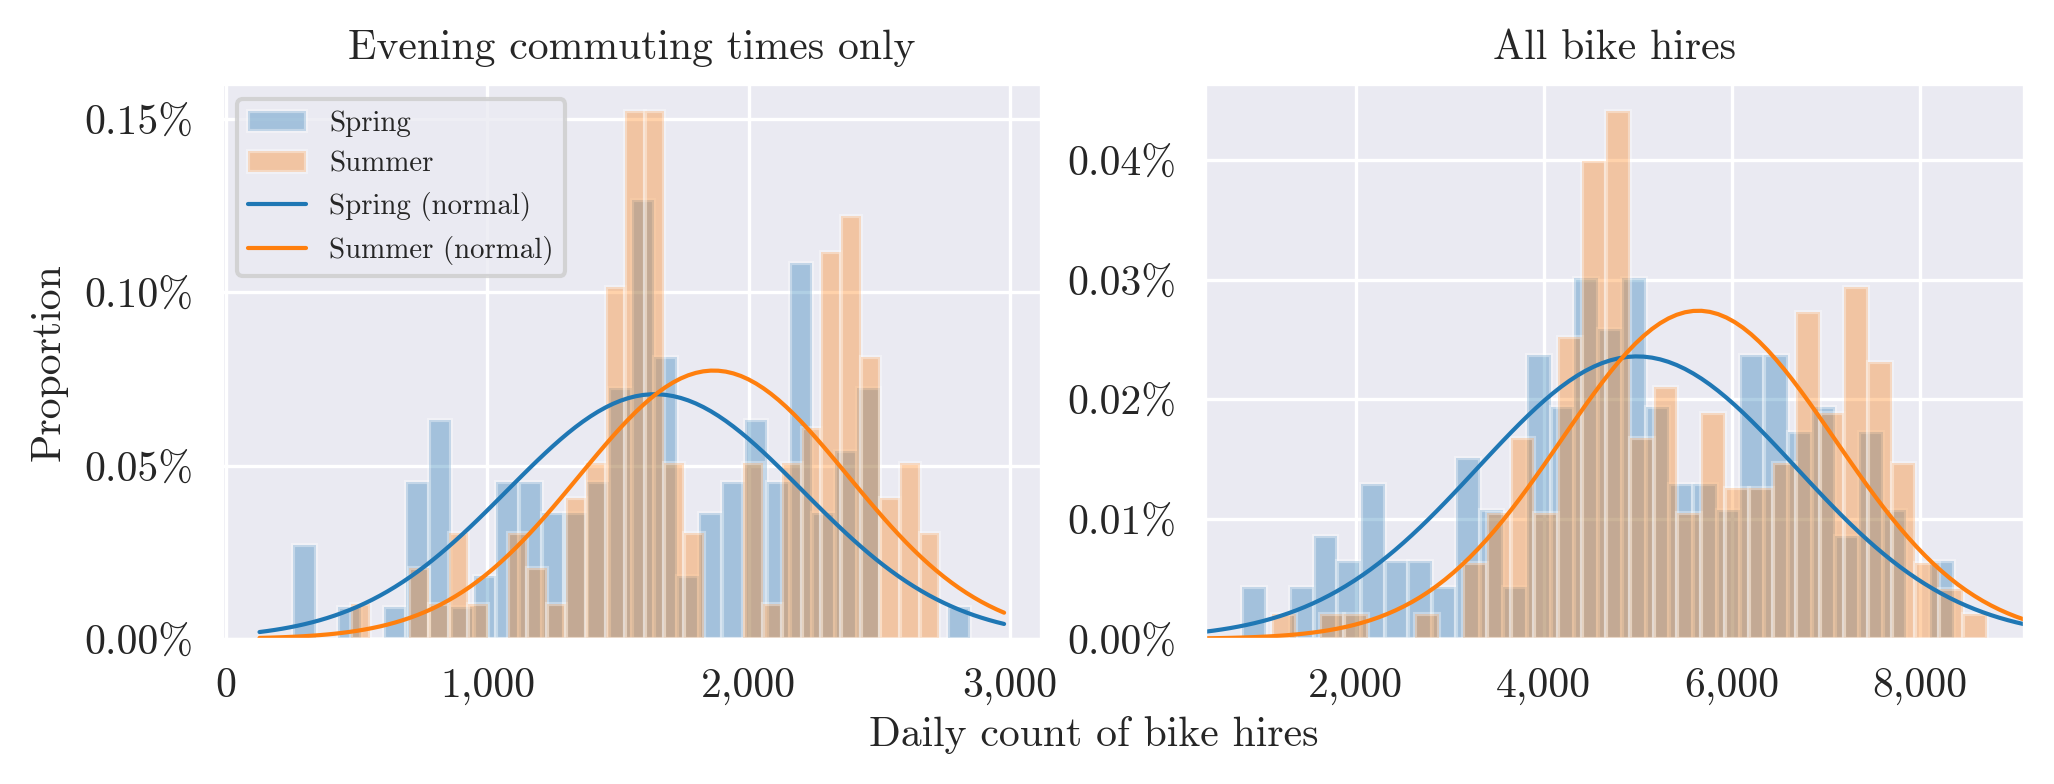 Evening commuting times only
All bike hires
Spring
Summer
Spring (normal)
Summer (normal)
Proportion
0.15%
0.10%
0.05%
0.00%
0.04%
0.03%
0.02%
0.01%
0.00%
0
1,000
2,000
3,000
2,000
4,000
6,000
8,000
Daily count of bike hires